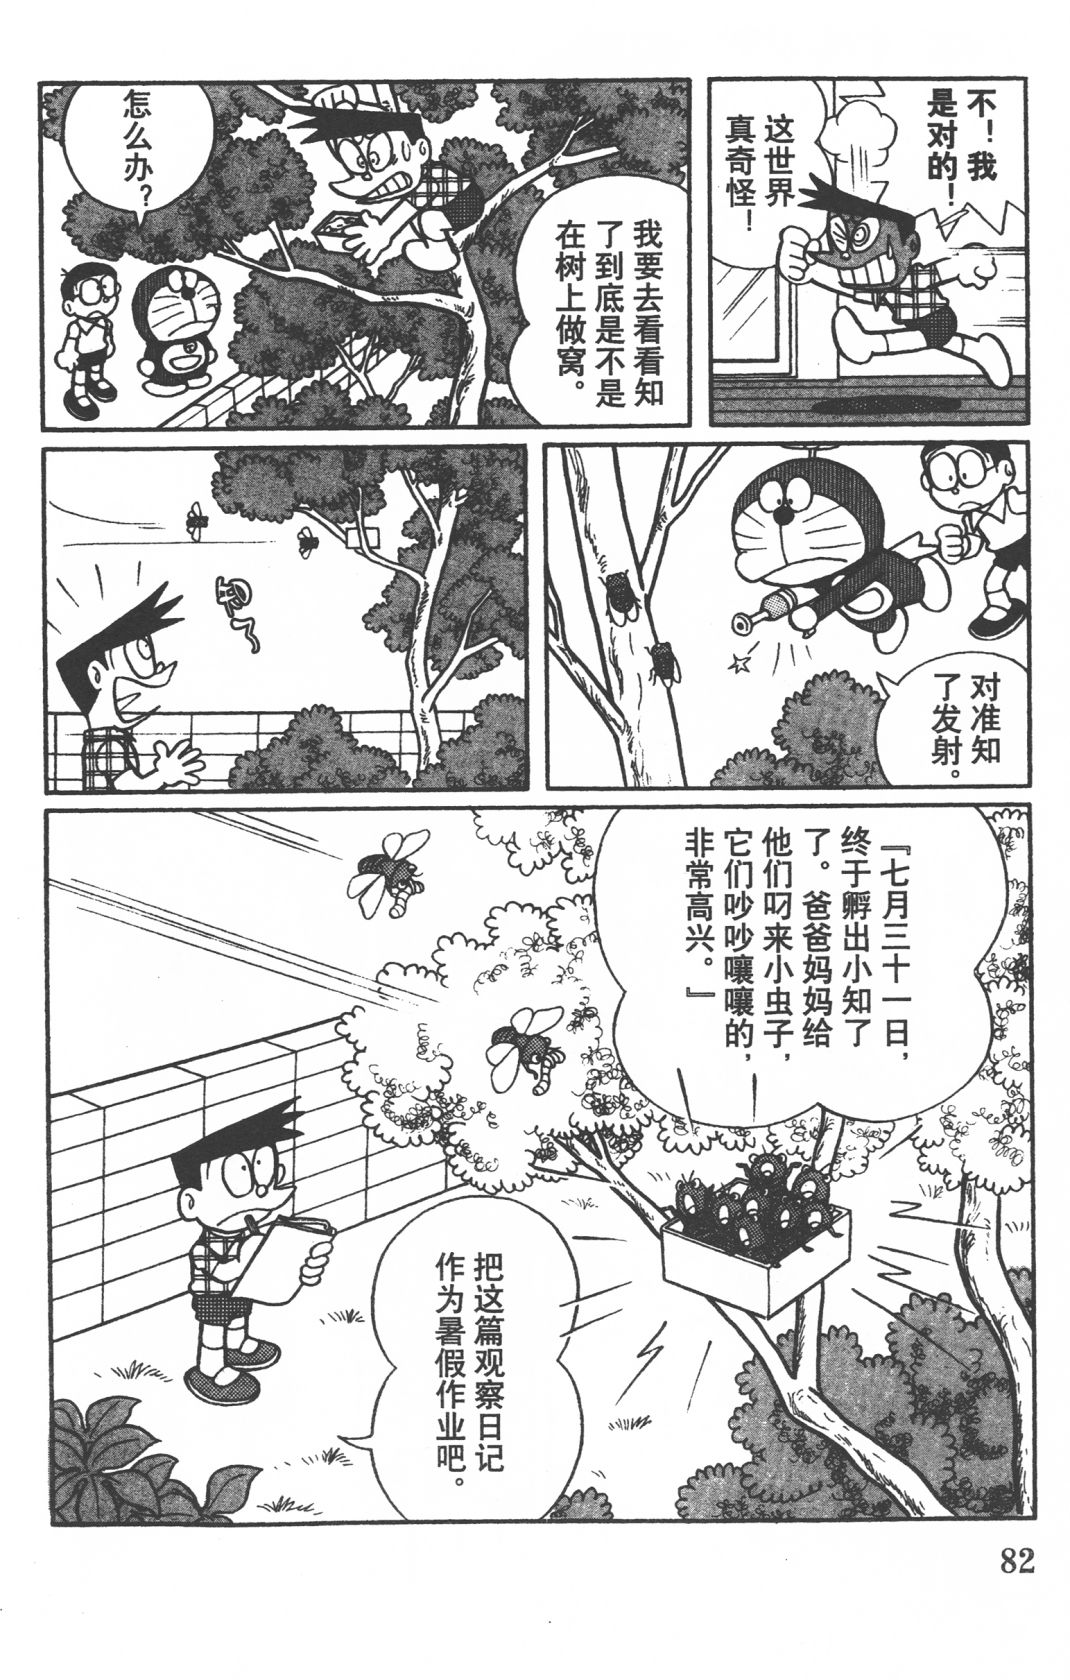 不！我
是对的！
这世界
真奇怪！
我要去看看知
了到底是不是
在树上做窝。
怎么办？
对准知
了发射。
『七月三十一日，
终于孵出小知了
了。爸爸妈妈给
他们叼来小虫子，
它们吵吵嚷嚷的，
非常高兴。』
把这篇观察日记
作为暑假作业吧。
82